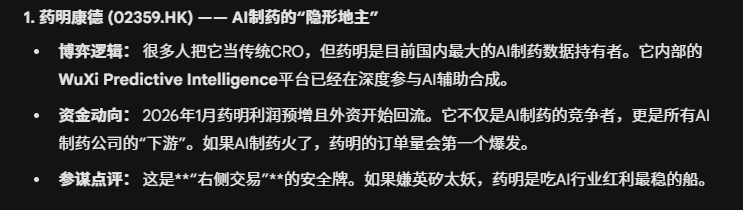 1. 药明康德 (02359.HK) —— AI制药的“隐形地主”
• 博弈逻辑： 很多人把它当传统CRO，但药明是目前国内最大的AI制药数据持有者。它内部的
WuXi Predictive Intelligence平台已经在深度参与AI辅助合成。
• 资金动向： 2026年1月药明利润预增且外资开始回流。它不仅是AI制药的竞争者，更是所有AI
制药公司的“下游”。如果AI制药火了，药明的订单量会第一个爆发。
• 参谋点评： 这是**“右侧交易”**的安全牌。如果嫌英矽太妖，药明是吃AI行业红利最稳的船。